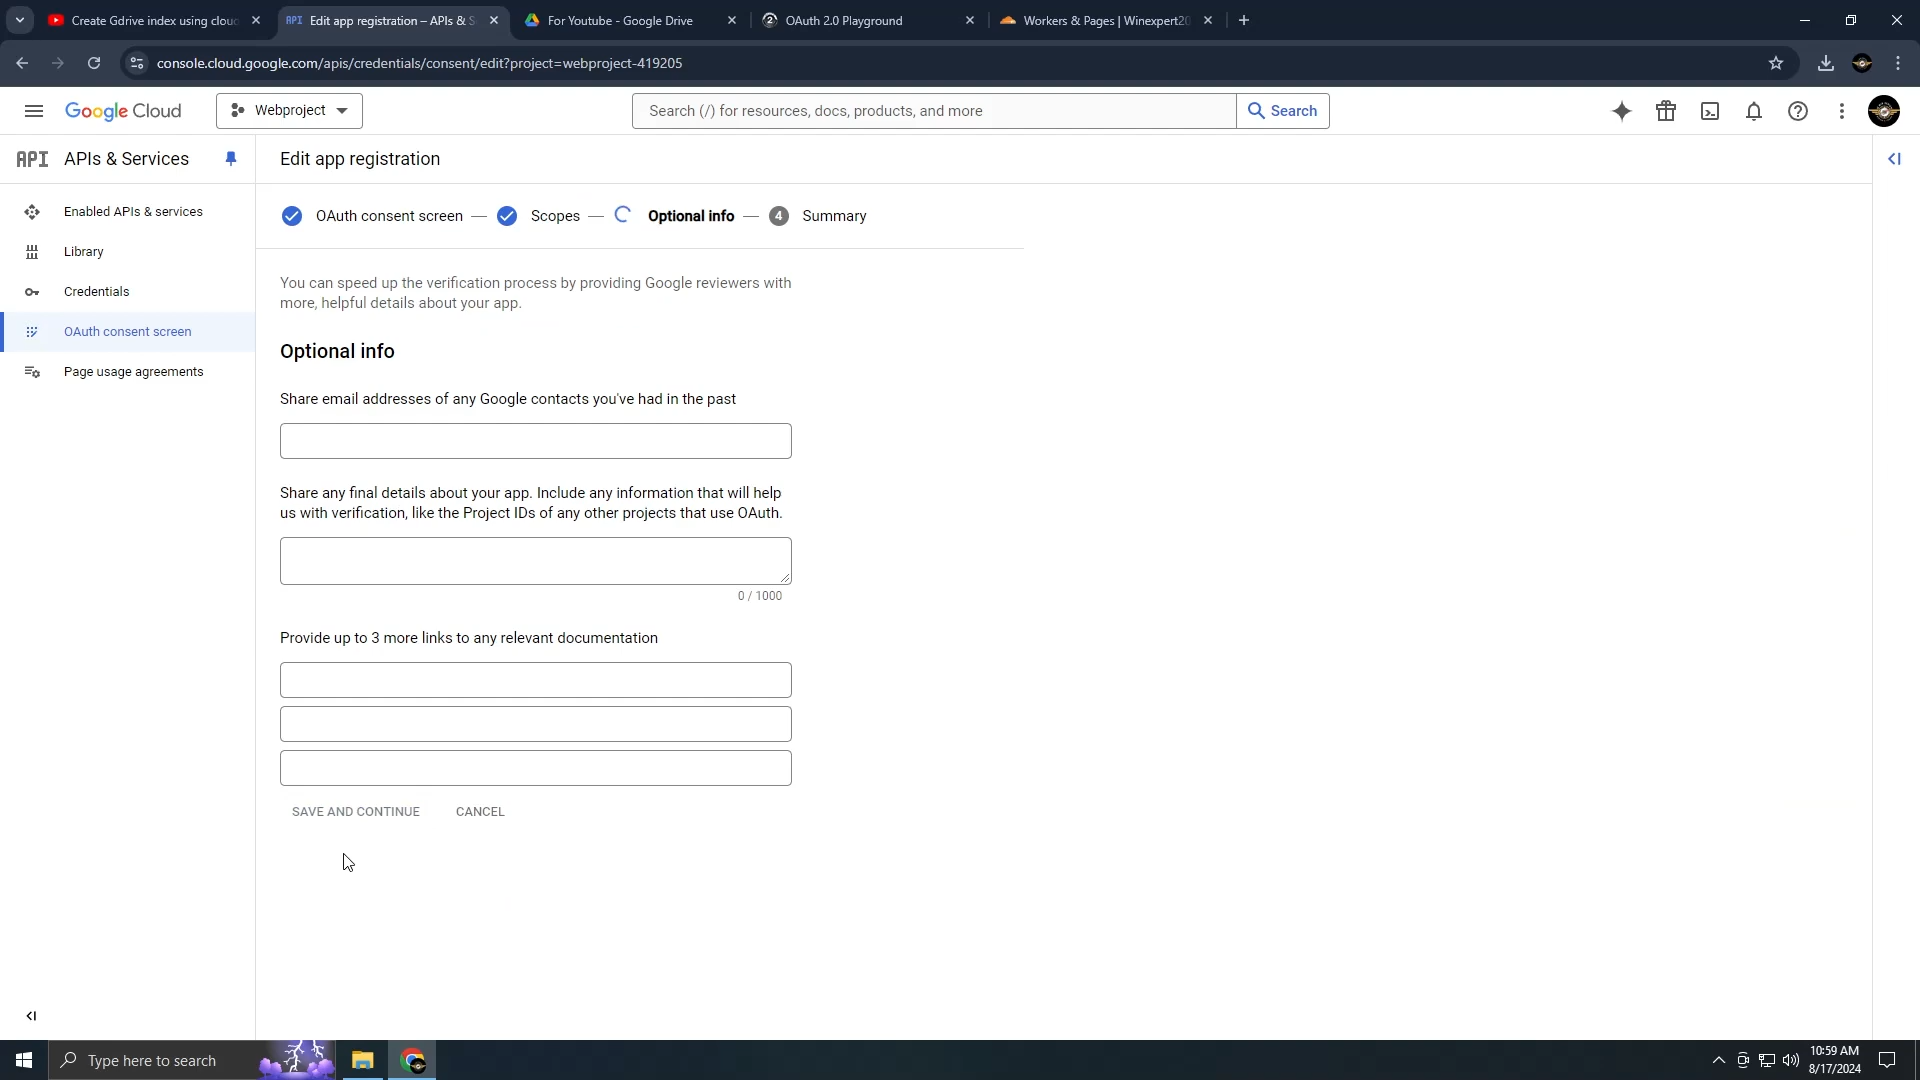 Create Gdrive index using clou
Edit app registration – APIs & S
For Youtube - Google Drive
OAuth 2.0 Playground
Workers & Pages | Winexpert20
console.cloud.google.com/apis/credentials/consent/edit?project=webproject-419205
Google Cloud
Webproject
Search (/) for resources, docs, products, and more
Search
API
APIs & Services
Edit app registration
Enabled APIs & services
Library
Credentials
OAuth consent screen
Page usage agreements
OAuth consent screen
Scopes
Optional info
4
Summary
You can speed up the verification process by providing Google reviewers with
more, helpful details about your app.
Optional info
Share email addresses of any Google contacts you've had in the past
Share any final details about your app. Include any information that will help
us with verification, like the Project IDs of any other projects that use OAuth.
0 / 1000
Provide up to 3 more links to any relevant documentation
SAVE AND CONTINUE
CANCEL
Type here to search
10:59 AM
8/17/2024